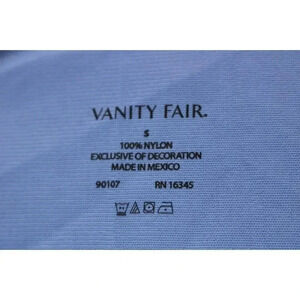 VANITY FAIR.
S
100% NYLON
EXCLUSIVE OF DECORATION
MADE IN MEXICO
90107 RN 16345